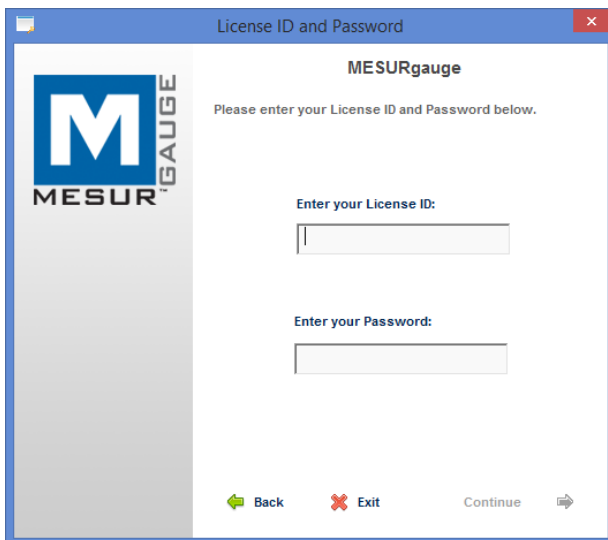 License ID and Password
MESURgauge
Please enter your License ID and Password below.
M
GAUGE
MESUR™
Enter your License ID:
Enter your Password:
Back
Exit
Continue